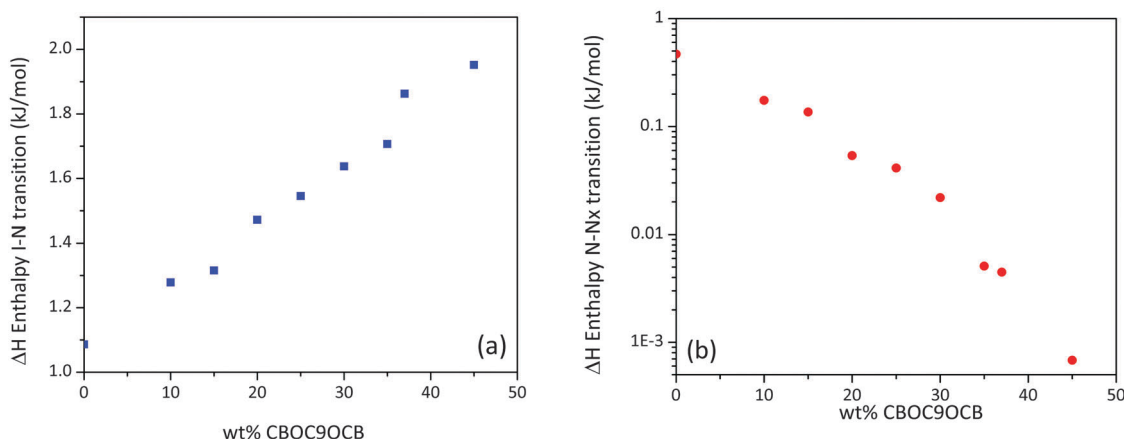 ΔH Enthalpy I-N transition (kJ/mol)
2.0
1.8
1.6
1.4
1.2
1.0
0 10 20 30 40 50
wt% CBOC9OCB
(a)
ΔH Enthalpy N-Nx transition (kJ/mol)
1
0.1
0.01
1E-3
0 10 20 30 40 50
wt% CBOC9OCB
(b)